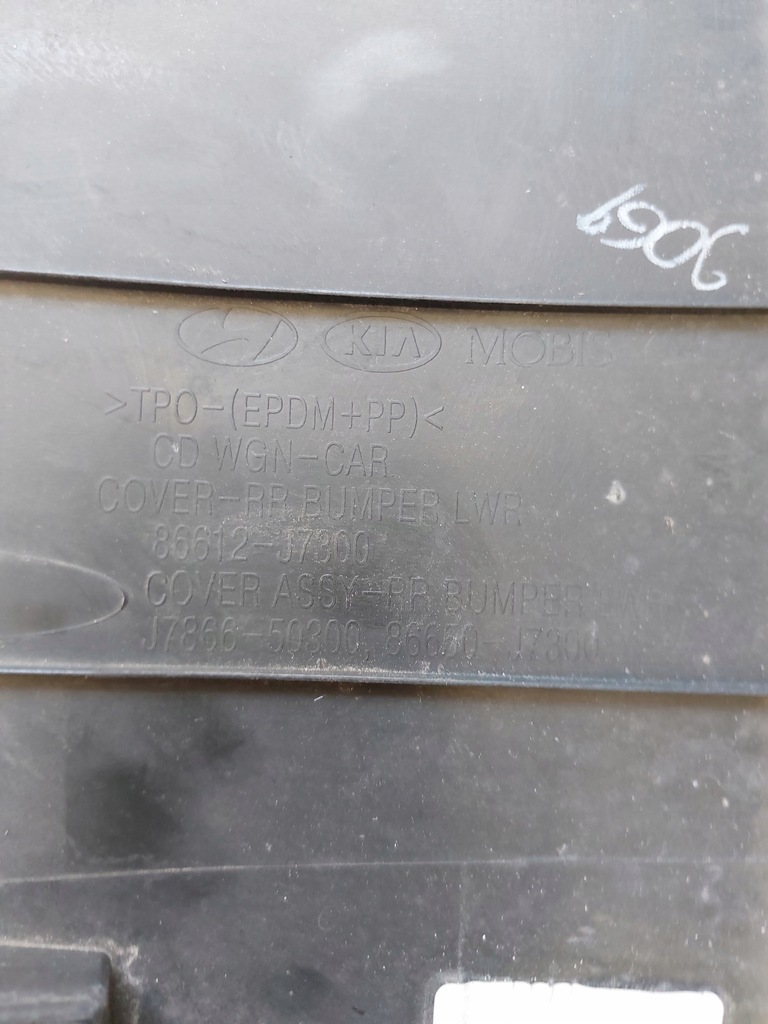 9069
KIA MOBIS
>TPO-(EPDM+PP)<
CD WGN-CAR
COVER-RR BUMPER LWR
86612-J7300
COVER ASSY-RR BUMPER
J7866-50300, 86650-J7300